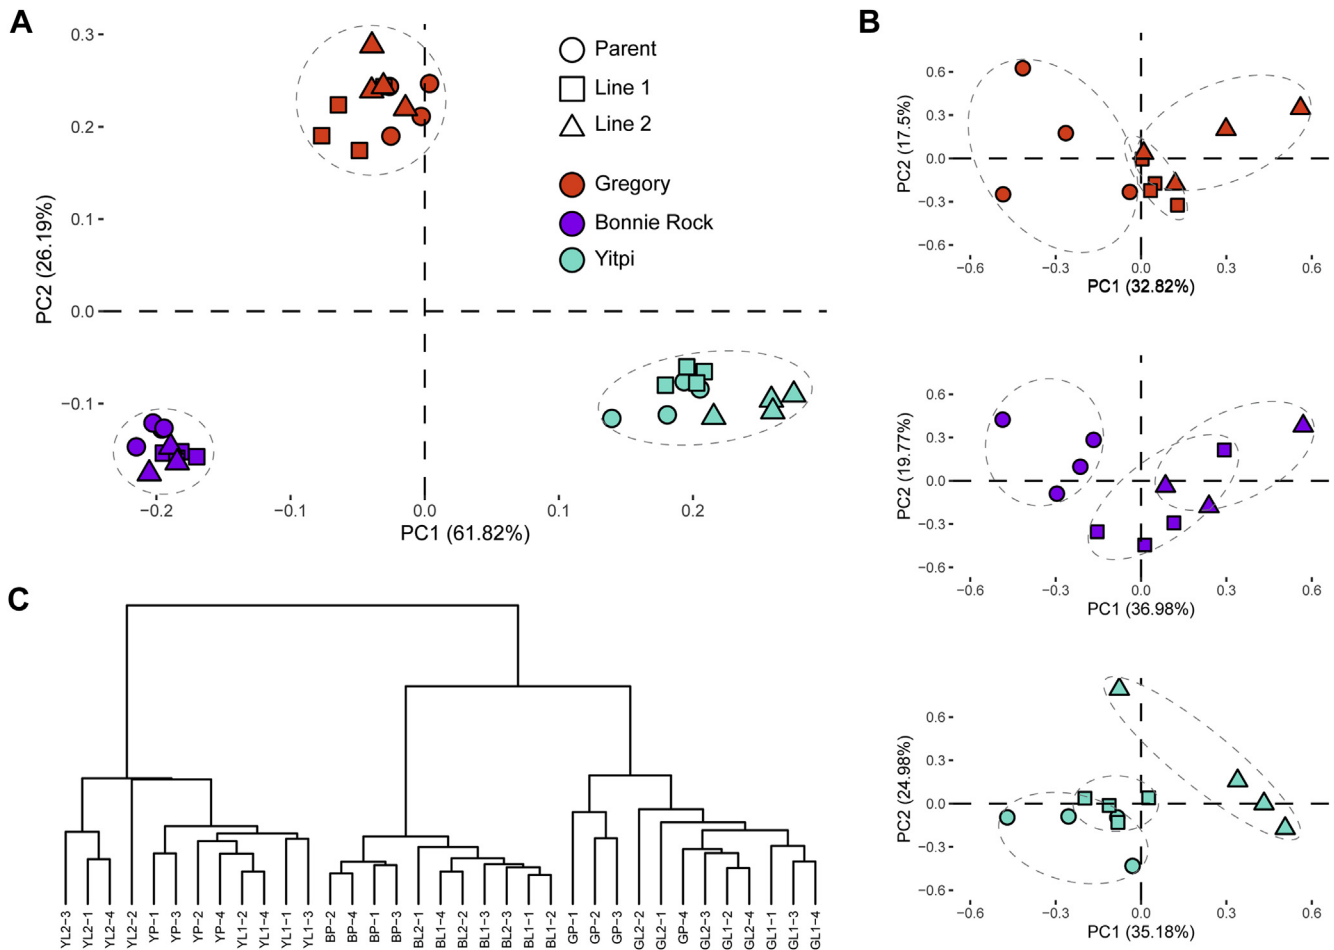 A
0.3
0.2
0.1
0.0
−0.1
PC2 (26.19%)
−0.2
−0.1
0.0
0.1
0.2
PC1 (61.82%)
Parent
Line 1
Line 2
Gregory
Bonnie Rock
Yitpi
B
0.6
0.3
0.0
−0.3
−0.6
PC2 (17.5%)
−0.6
−0.3
0.0
0.3
0.6
PC1 (32.82%)
0.6
0.3
0.0
−0.3
−0.6
PC2 (19.77%)
−0.6
−0.3
0.0
0.3
0.6
PC1 (36.98%)
0.6
0.3
0.0
−0.3
−0.6
PC2 (24.98%)
−0.6
−0.3
0.0
0.3
0.6
PC1 (35.18%)
C
YL2−3
YL2−1
YL2−4
YL2−2
YP−1
YP−3
YP−2
YP−4
YL1−2
YL1−4
YL1−1
YL1−3
BP−2
BP−4
BP−1
BP−3
BL2−1
BL1−4
BL2−2
BL1−3
BL2−3
BL1−1
BL1−2
GP−1
GP−2
GP−3
GL2−2
GL2−1
GP−4
GL2−3
GL1−2
GL2−4
GL1−1
GL1−3
GL1−4